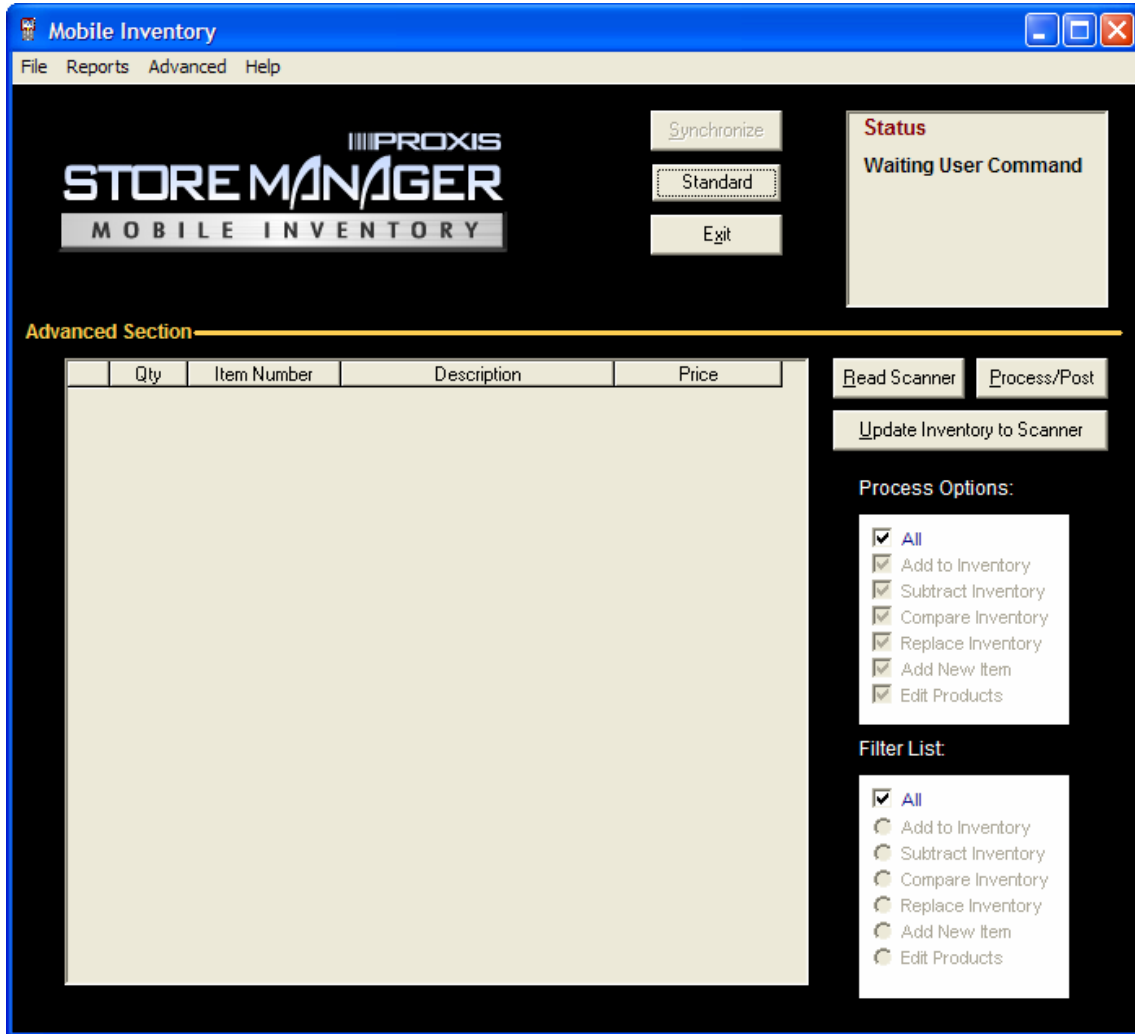 Mobile Inventory
File Reports Advanced Help
PROXIS
STORE MANAGER
MOBILE INVENTORY
Synchronize
Standard
Exit
Status
Waiting User Command
Advanced Section
Qty Item Number Description Price
Read Scanner Process/Post
Update Inventory to Scanner
Process Options:
All
Add to Inventory
Subtract Inventory
Compare Inventory
Replace Inventory
Add New Item
Edit Products
Filter List:
All
Add to Inventory
Subtract Inventory
Compare Inventory
Replace Inventory
Add New Item
Edit Products